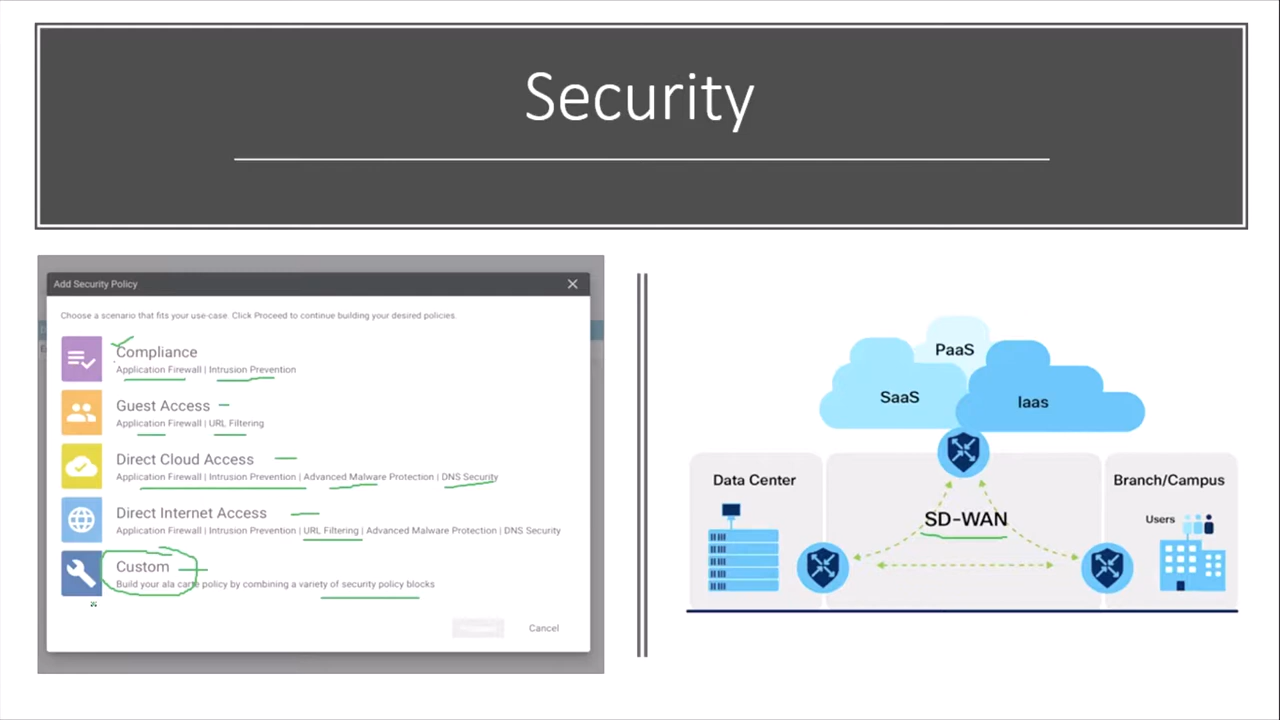 Security
Add Security Policy
Choose a scenario that fits your use-case. Click Proceed to continue building your desired policies.
Compliance
Application Firewall | Intrusion Prevention
Guest Access
Application Firewall | URL Filtering
Direct Cloud Access
Application Firewall | Intrusion Prevention | Advanced Malware Protection | DNS Security
Direct Internet Access
Application Firewall | Intrusion Prevention | URL Filtering | Advanced Malware Protection | DNS Security
Custom
Build your ala carte policy by combining a variety of security policy blocks
Cancel
PaaS
SaaS
Iaas
Data Center
Branch/Campus
Users
SD-WAN